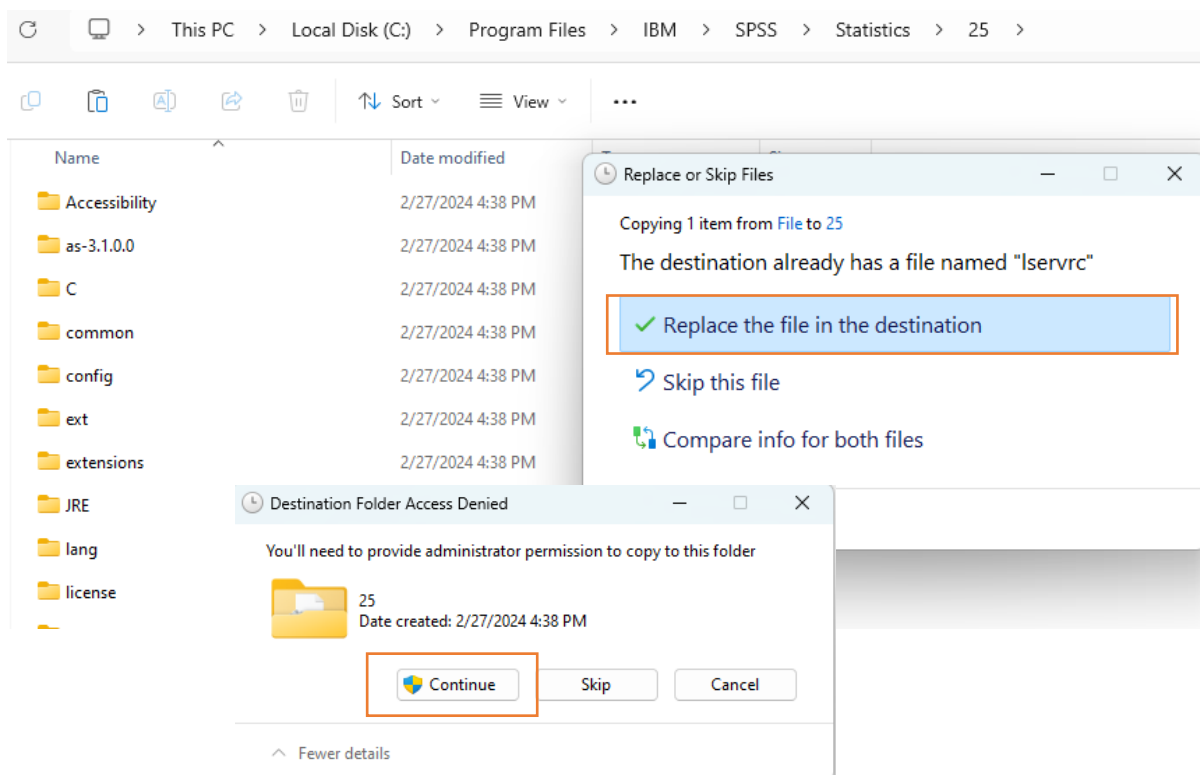 This PC > Local Disk (C:) > Program Files > IBM > SPSS > Statistics > 25 >
Sort View ...
Name Date modified
Accessibility 2/27/2024 4:38 PM
as-3.1.0.0 2/27/2024 4:38 PM
C 2/27/2024 4:38 PM
common 2/27/2024 4:38 PM
config 2/27/2024 4:38 PM
ext 2/27/2024 4:38 PM
extensions 2/27/2024 4:38 PM
JRE
lang
license
Replace or Skip Files
Copying 1 item from File to 25
The destination already has a file named "lservrc"
Replace the file in the destination
Skip this file
Compare info for both files
Destination Folder Access Denied
You'll need to provide administrator permission to copy to this folder
25
Date created: 2/27/2024 4:38 PM
Continue Skip Cancel
Fewer details